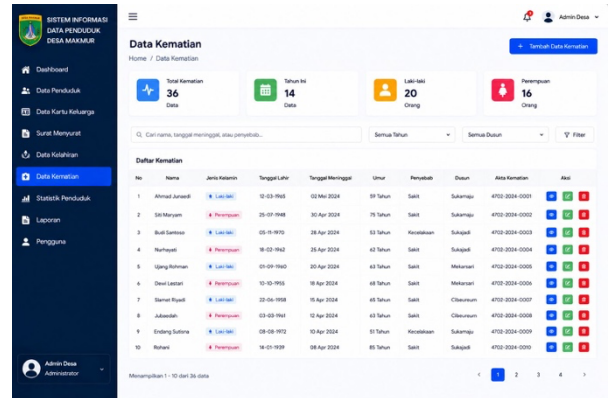 SISTEM INFORMASI
DATA PENDUDUK
DESA MAKMUR
Dashboard
Data Penduduk
Data Kartu Keluarga
Surat Menyurat
Data Kelahiran
Data Kematian
Statistik Penduduk
Laporan
Pengguna
Admin Desa
Administrator
Admin Desa
Data Kematian
Home / Data Kematian
+ Tambah Data Kematian
Total Kematian
36
Data
Tahun Ini
14
Data
Laki-laki
20
Orang
Perempuan
16
Orang
Cari nama, tanggal meninggal, atau penyebab...
Semua Tahun
Semua Dusun
Filter
Daftar Kematian
No Nama Jenis Kelamin Tanggal Lahir Tanggal Meninggal Umur Penyebab Dusun Akta Kematian Aksi
1 Ahmad Junaedi Laki-laki 12-03-1965 02 Mei 2024 59 Tahun Sakit Sukamaju 4702-2024-0001
2 Siti Maryam Perempuan 25-07-1948 30 Apr 2024 75 Tahun Sakit Sukamaju 4702-2024-0002
3 Budi Santoso Laki-laki 05-11-1970 28 Apr 2024 53 Tahun Kecelakaan Sukajadi 4702-2024-0003
4 Nurhayati Perempuan 18-02-1962 25 Apr 2024 62 Tahun Sakit Sukajadi 4703-2024-0004
5 Ujang Rohman Laki-laki 01-09-1960 20 Apr 2024 63 Tahun Sakit Mekarsari 4702-2024-0005
6 Dewi Lestari Perempuan 10-10-1955 18 Apr 2024 68 Tahun Sakit Mekarsari 4702-2024-0006
7 Slamet Riyadi Laki-laki 22-06-1958 15 Apr 2024 65 Tahun Sakit Cibeureum 4702-2024-0007
8 Jubaedah Perempuan 03-03-1961 12 Apr 2024 63 Tahun Sakit Cibeureum 4702-2024-0008
9 Endang Sutisna Laki-laki 08-08-1972 10 Apr 2024 51 Tahun Kecelakaan Sukamaju 4702-2024-0009
10 Rohani Perempuan 14-01-1939 08 Apr 2024 85 Tahun Sakit Sukajadi 4702-2024-0010
Menampilkan 1 - 10 dari 36 data
< 1 2 3 4 >